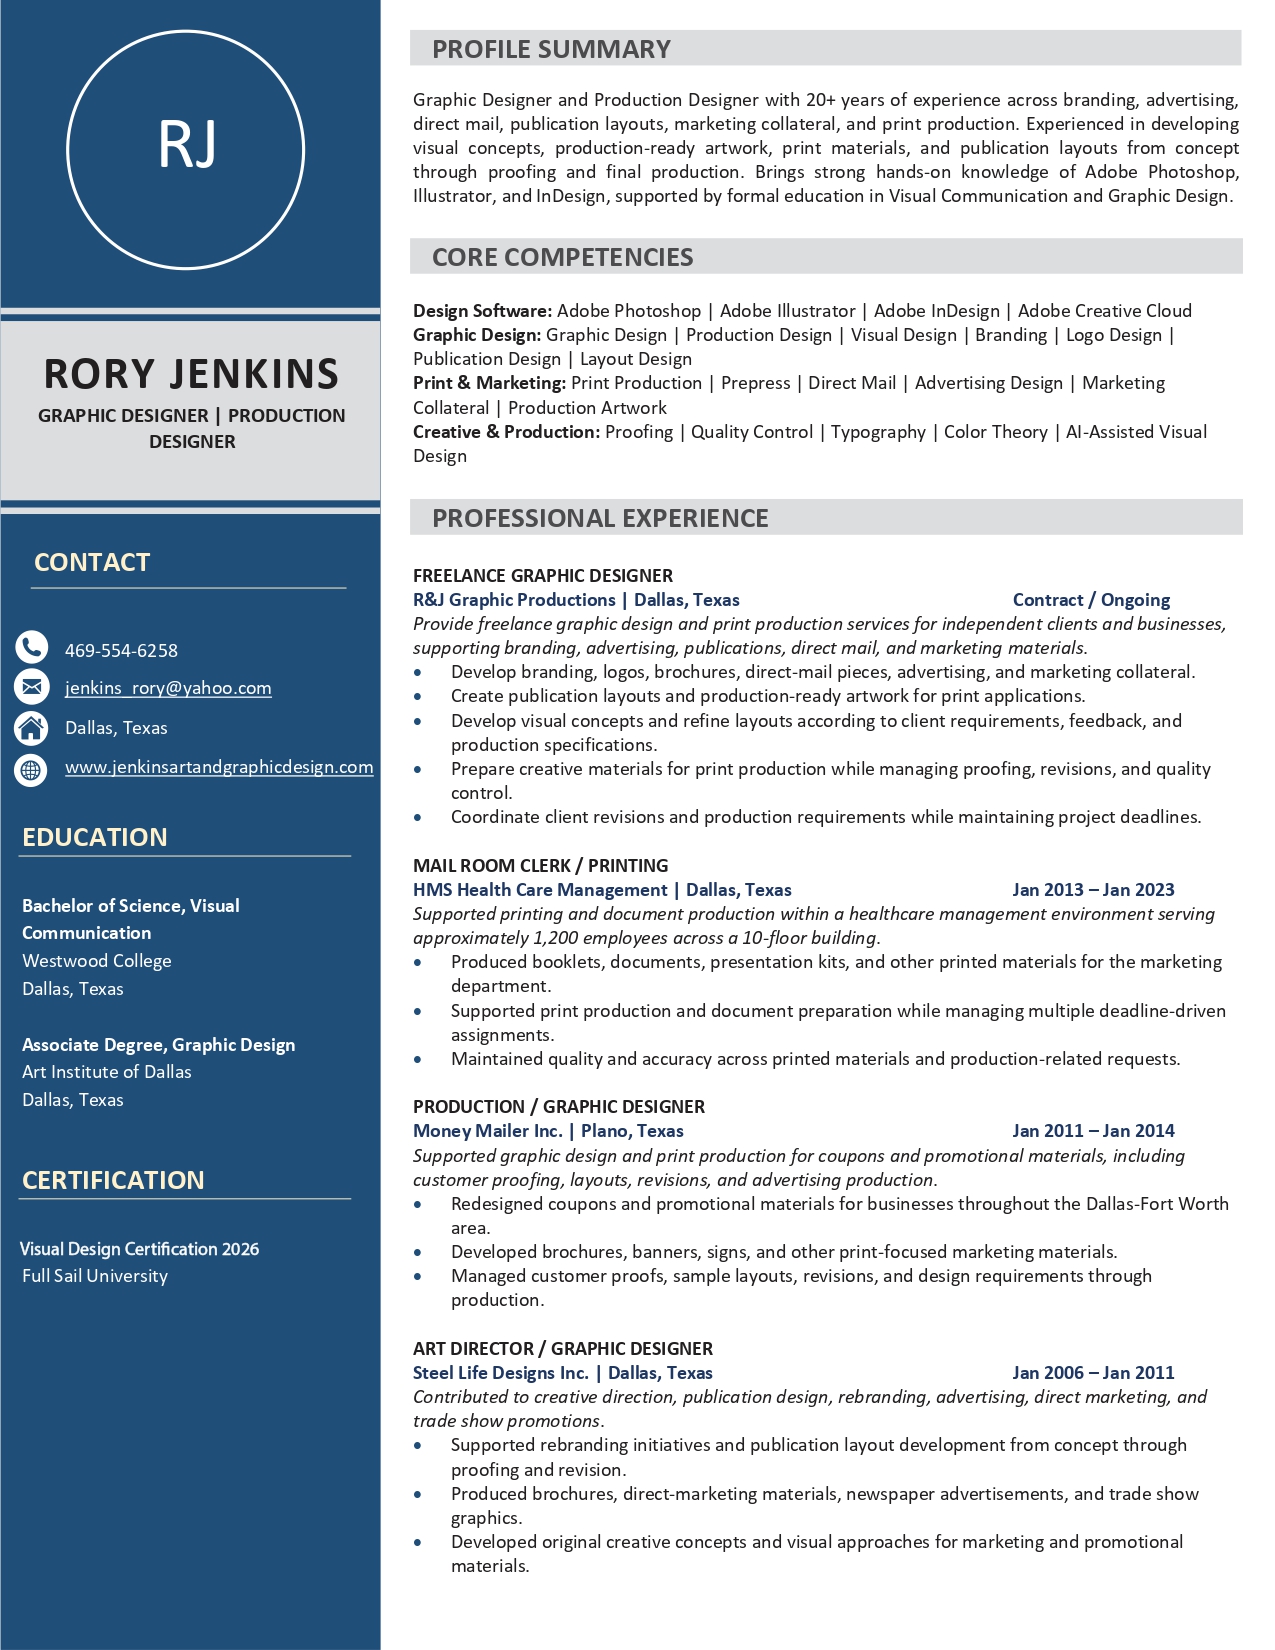 RJ
RORY JENKINS
GRAPHIC DESIGNER | PRODUCTION
DESIGNER
CONTACT
469-554-6258
jenkins_rory@yahoo.com
Dallas, Texas
www.jenkinsartandgraphicdesign.com
EDUCATION
Bachelor of Science, Visual
Communication
Westwood College
Dallas, Texas
Associate Degree, Graphic Design
Art Institute of Dallas
Dallas, Texas
CERTIFICATION
Visual Design Certification 2026
Full Sail University
PROFILE SUMMARY
Graphic Designer and Production Designer with 20+ years of experience across branding, advertising,
direct mail, publication layouts, marketing collateral, and print production. Experienced in developing
visual concepts, production-ready artwork, print materials, and publication layouts from concept
through proofing and final production. Brings strong hands-on knowledge of Adobe Photoshop,
Illustrator, and InDesign, supported by formal education in Visual Communication and Graphic Design.
CORE COMPETENCIES
Design Software: Adobe Photoshop | Adobe Illustrator | Adobe InDesign | Adobe Creative Cloud
Graphic Design: Graphic Design | Production Design | Visual Design | Branding | Logo Design |
Publication Design | Layout Design
Print & Marketing: Print Production | Prepress | Direct Mail | Advertising Design | Marketing
Collateral | Production Artwork
Creative & Production: Proofing | Quality Control | Typography | Color Theory | AI-Assisted Visual
Design
PROFESSIONAL EXPERIENCE
FREELANCE GRAPHIC DESIGNER
R&J Graphic Productions | Dallas, Texas Contract / Ongoing
Provide freelance graphic design and print production services for independent clients and businesses,
supporting branding, advertising, publications, direct mail, and marketing materials.
• Develop branding, logos, brochures, direct-mail pieces, advertising, and marketing collateral.
• Create publication layouts and production-ready artwork for print applications.
• Develop visual concepts and refine layouts according to client requirements, feedback, and
production specifications.
• Prepare creative materials for print production while managing proofing, revisions, and quality
control.
• Coordinate client revisions and production requirements while maintaining project deadlines.
MAIL ROOM CLERK / PRINTING
HMS Health Care Management | Dallas, Texas Jan 2013 – Jan 2023
Supported printing and document production within a healthcare management environment serving
approximately 1,200 employees across a 10-floor building.
• Produced booklets, documents, presentation kits, and other printed materials for the marketing
department.
• Supported print production and document preparation while managing multiple deadline-driven
assignments.
• Maintained quality and accuracy across printed materials and production-related requests.
PRODUCTION / GRAPHIC DESIGNER
Money Mailer Inc. | Plano, Texas Jan 2011 – Jan 2014
Supported graphic design and print production for coupons and promotional materials, including
customer proofing, layouts, revisions, and advertising production.
• Redesigned coupons and promotional materials for businesses throughout the Dallas-Fort Worth
area.
• Developed brochures, banners, signs, and other print-focused marketing materials.
• Managed customer proofs, sample layouts, revisions, and design requirements through
production.
ART DIRECTOR / GRAPHIC DESIGNER
Steel Life Designs Inc. | Dallas, Texas Jan 2006 – Jan 2011
Contributed to creative direction, publication design, rebranding, advertising, direct marketing, and
trade show promotions.
• Supported rebranding initiatives and publication layout development from concept through
proofing and revision.
• Produced brochures, direct-marketing materials, newspaper advertisements, and trade show
graphics.
• Developed original creative concepts and visual approaches for marketing and promotional
materials.